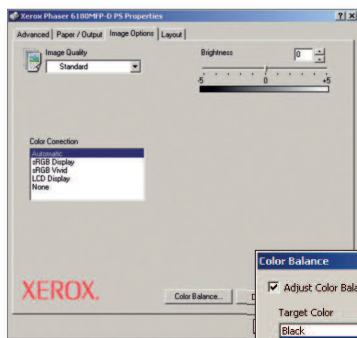 Xerox Phaser 6180MFP-D PS Properties
Advanced Paper / Output Image Options Layout
Image Quality
Standard
Brightness
0
-5 0 +5
Color Correction
Automatic
sRGB Display
sRGB Vivid
LCD Display
None
XEROX.
Color Balance...
Color Balance
Adjust Color Bala
Target Color
Black